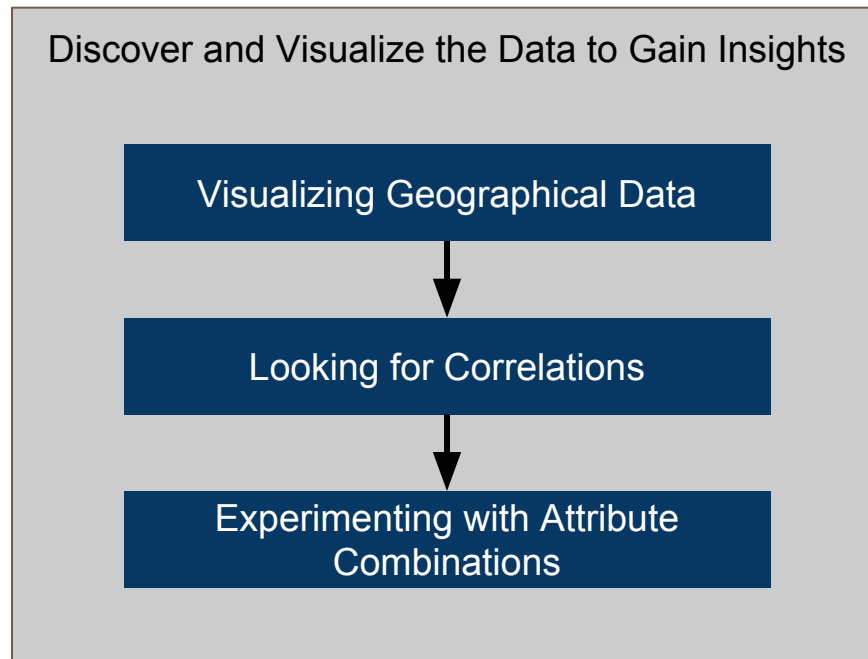 Discover and Visualize the Data to Gain Insights
Visualizing Geographical Data
Looking for Correlations
Experimenting with Attribute
Combinations